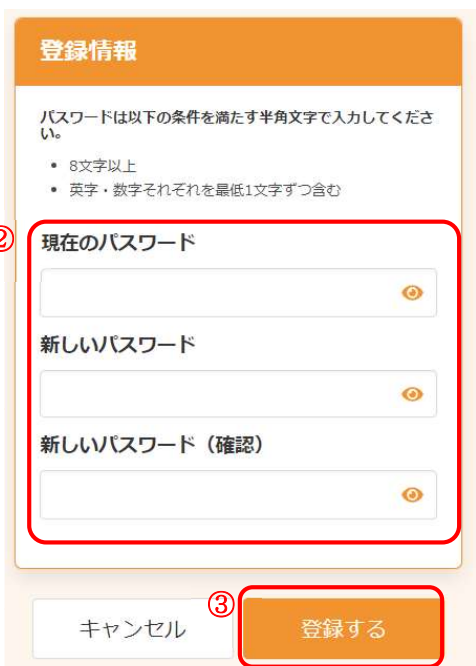 登録情報
パスワードは以下の条件を満たす半角文字で入力してくださ
い。
• 8文字以上
• 英字・数字それぞれを最低1文字ずつ含む
②
現在のパスワード
新しいパスワード
新しいパスワード（確認）
③
キャンセル
登録する